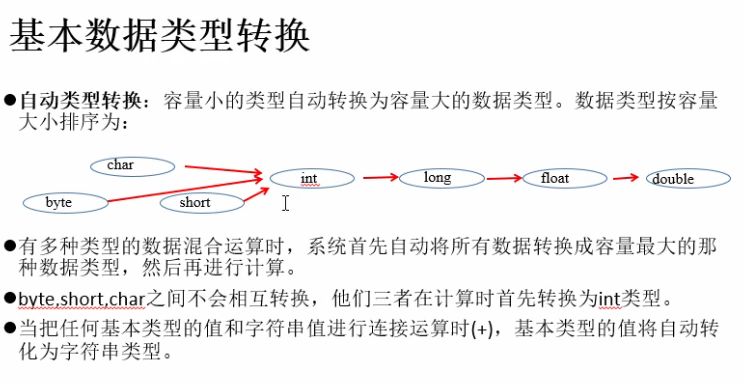 基本数据类型转换
●自动类型转换：容量小的类型自动转换为容量大的数据类型。数据类型按容量
大小排序为：
char
int
long
float
double
byte
short
●有多种类型的数据混合运算时，系统首先自动将所有数据转换成容量最大的那
种数据类型，然后再进行计算。
●byte,short,char之间不会相互转换，他们三者在计算时首先转换为int类型。
●当把任何基本类型的值和字符串值进行连接运算时(+)，基本类型的值将自动转
化为字符串类型。